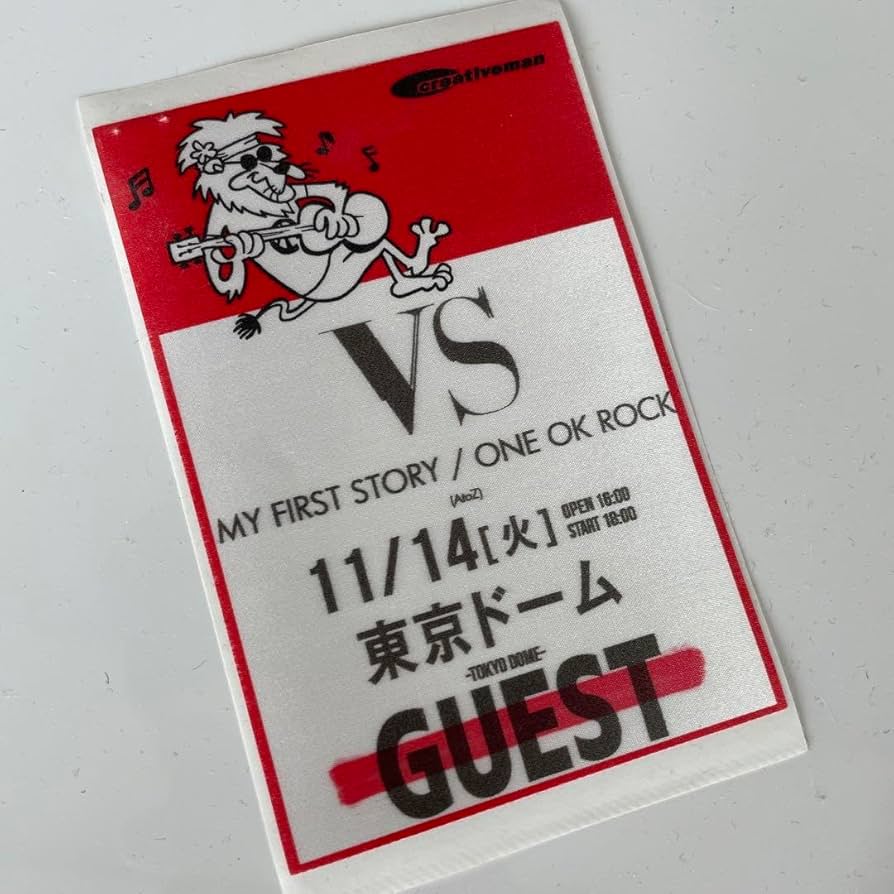 creativeman
VS
MY FIRST STORY / ONE OK ROCK
(AtoZ)
11/14[火] OPEN 16:00
START 18:00
東京ドーム
-TOKYO DOME-
GUEST